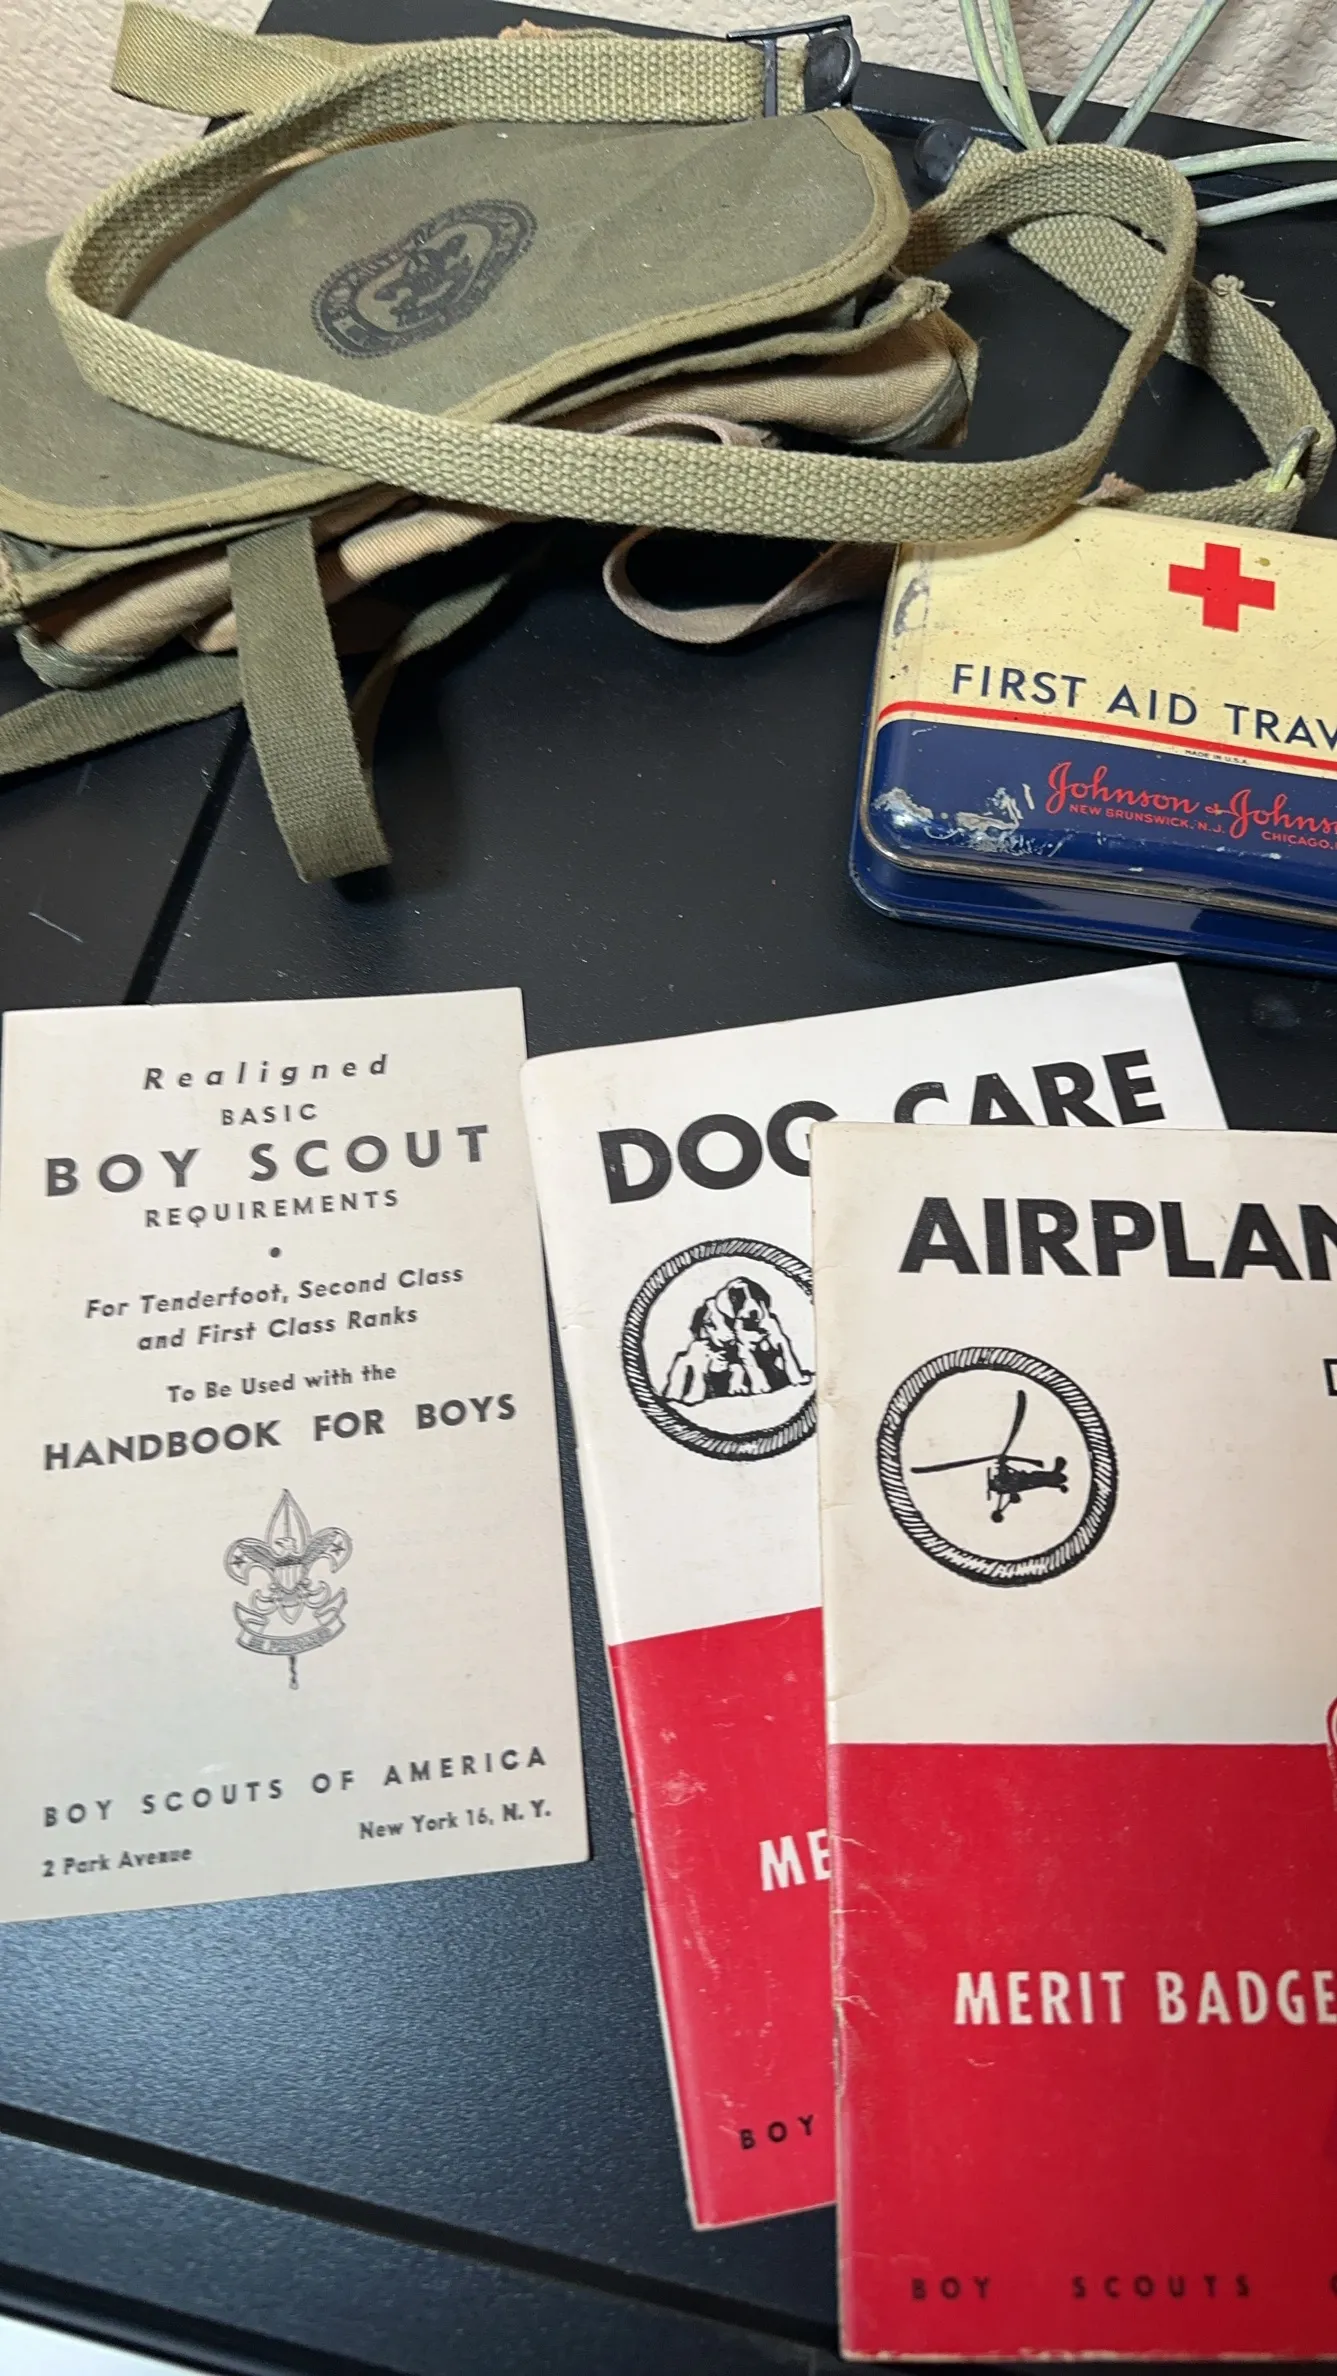 FIRST AID TRAV
MADE IN U.S.A.
Johnson & Johns
NEW BRUNSWICK, N.J. CHICAGO,
Realigned
BASIC
BOY SCOUT
REQUIREMENTS
•
For Tenderfoot, Second Class
and First Class Ranks
To Be Used with the
HANDBOOK FOR BOYS
BE PREPARED
BOY SCOUTS OF AMERICA
2 Park Avenue New York 16, N. Y.
DOG CARE
ME
BOY
AIRPLAN
MERIT BADGE
BOY SCOUTS